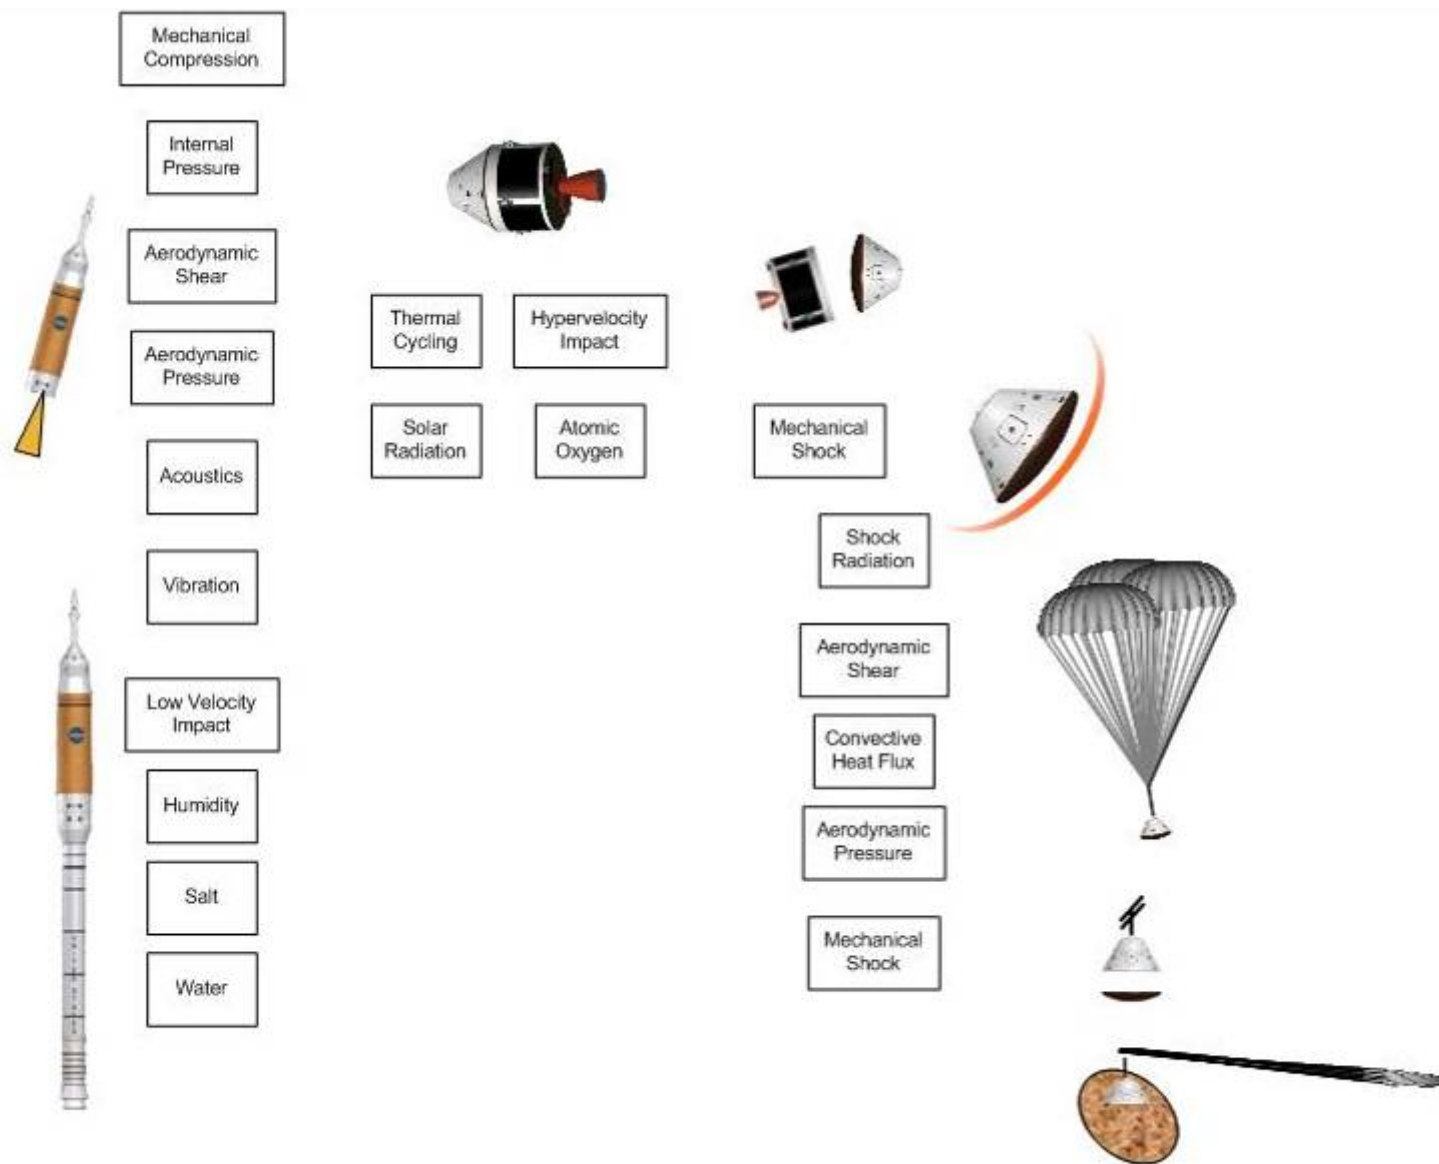 Mechanical
Compression
Internal
Pressure
Aerodynamic
Shear
Aerodynamic
Pressure
Acoustics
Vibration
Low Velocity
Impact
Humidity
Salt
Water
Thermal
Cycling
Hypervelocity
Impact
Solar
Radiation
Atomic
Oxygen
Mechanical
Shock
Shock
Radiation
Aerodynamic
Shear
Convective
Heat Flux
Aerodynamic
Pressure
Mechanical
Shock